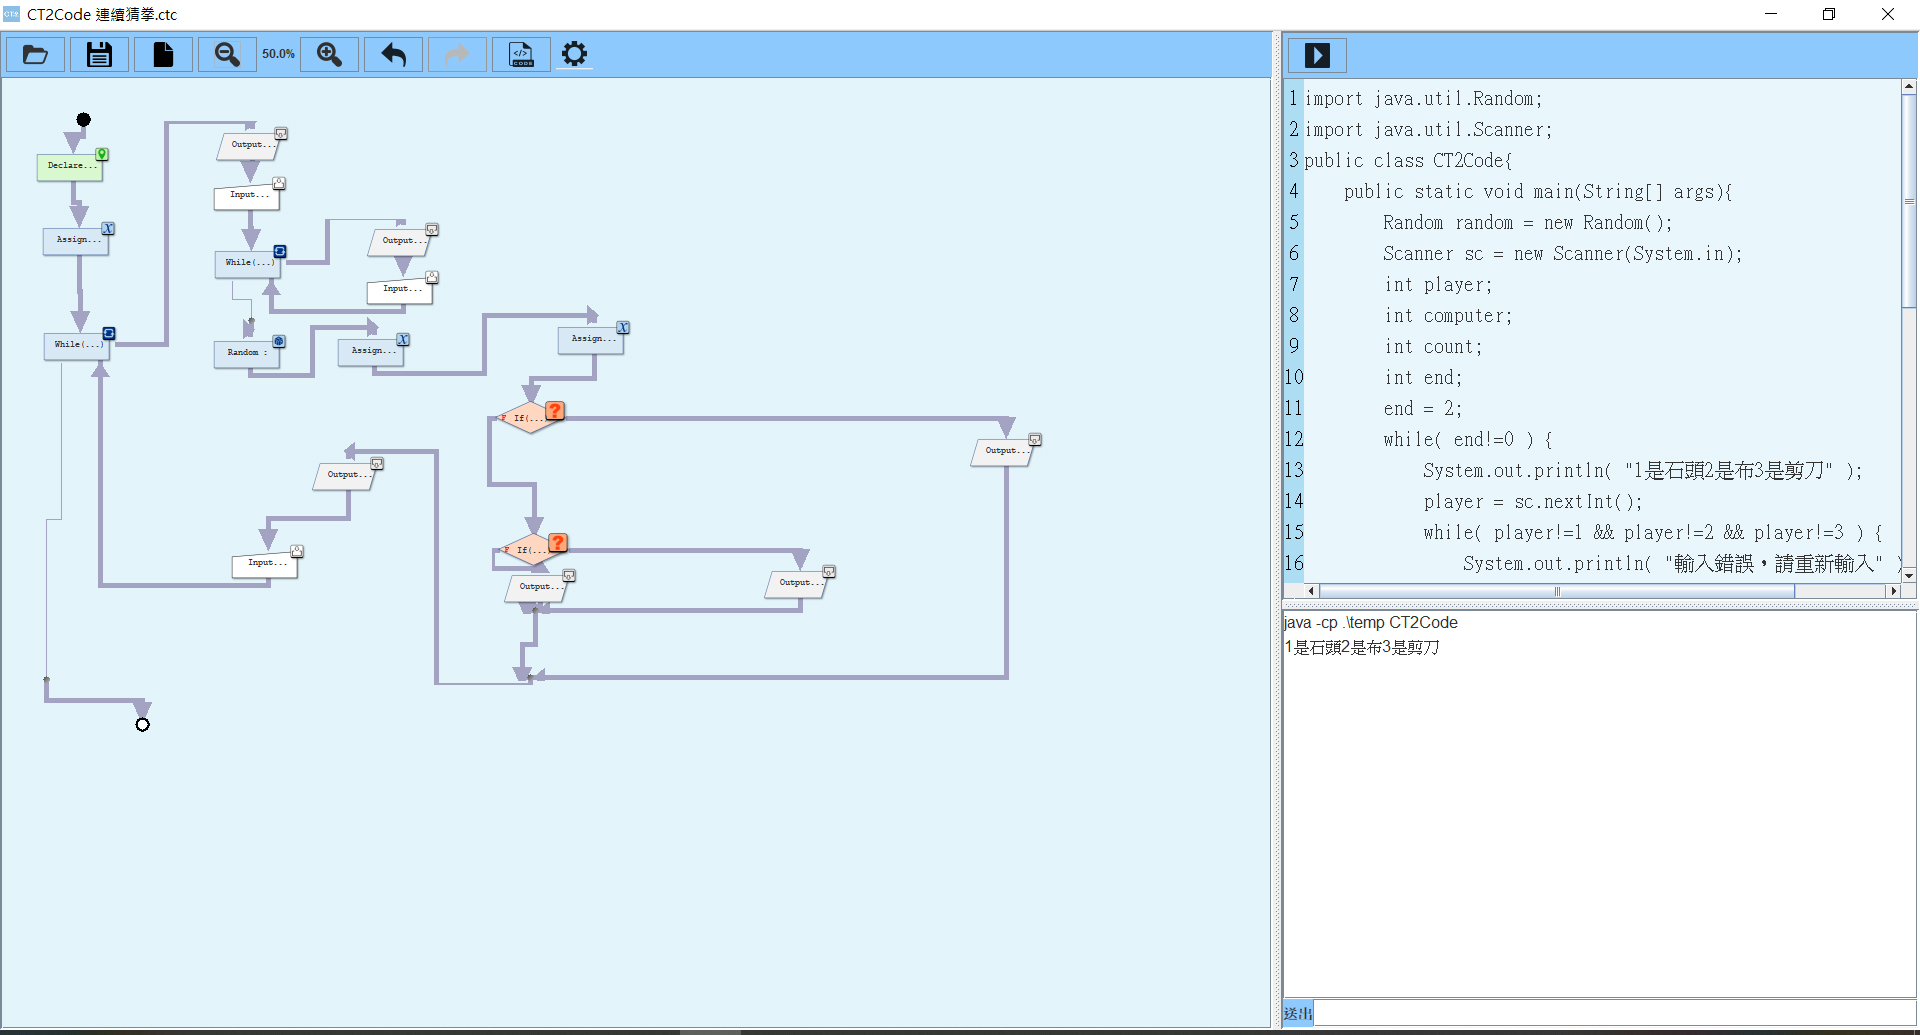 CT2Code 連續猜拳.ctc
50.0%
CODE
Declare...
Assign...
While(...)
Output...
Input...
While(...)
Output...
Input...
Random :
Assign...
Assign...
F If(...
?
Output...
Output...
Input...
F If(...
?
Output...
Output...
1 import java.util.Random;
2 import java.util.Scanner;
3 public class CT2Code{
4 public static void main(String[] args){
5 Random random = new Random();
6 Scanner sc = new Scanner(System.in);
7 int player;
8 int computer;
9 int count;
10 int end;
11 end = 2;
12 while( end!=0 ) {
13 System.out.println( "1是石頭2是布3是剪刀" );
14 player = sc.nextInt();
15 while( player!=1 && player!=2 && player!=3 ) {
16 System.out.println( "輸入錯誤，請重新輸入" )
java -cp .\temp CT2Code
1是石頭2是布3是剪刀
送出